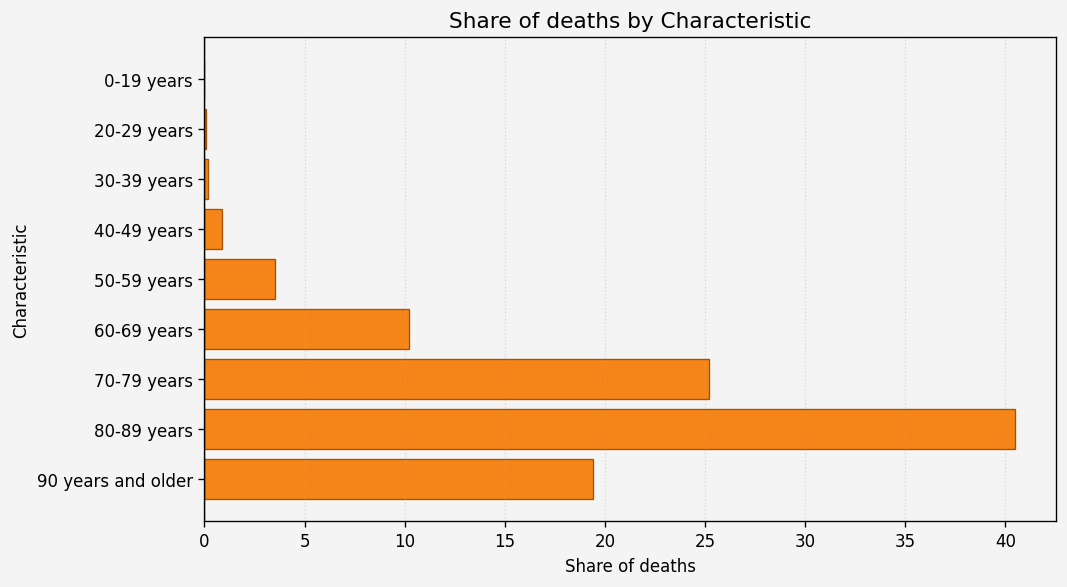 Share of deaths by Characteristic
Characteristic
0-19 years
20-29 years
30-39 years
40-49 years
50-59 years
60-69 years
70-79 years
80-89 years
90 years and older
0 5 10 15 20 25 30 35 40
Share of deaths